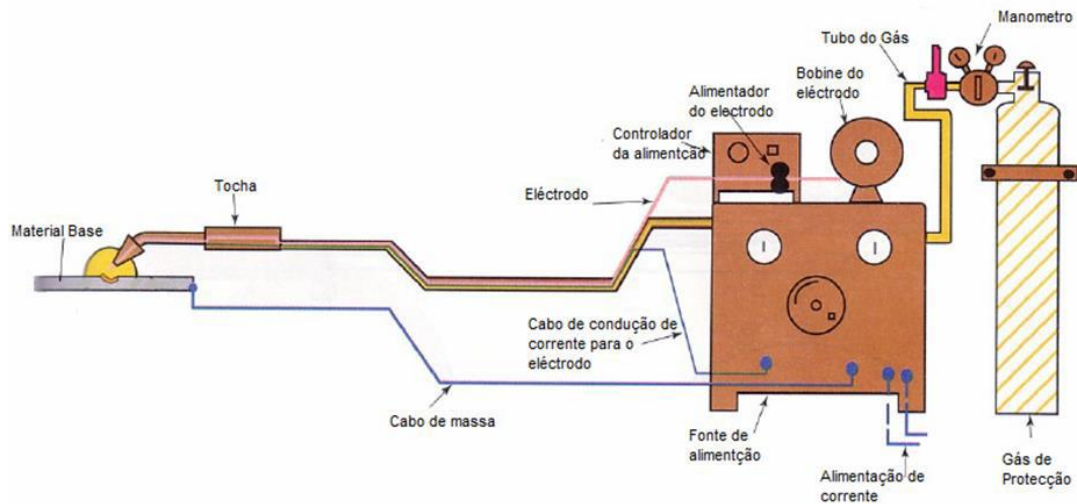 Manometro
Tubo do Gás
Bobine do
eléctrodo
Alimentador
do electrodo
Controlador
da alimentção
Eléctrodo
Tocha
Material Base
Cabo de condução de
corrente para o
eléctrodo
Cabo de massa
Fonte de
alimentção
Alimentação de
corrente
Gás de
Protecção